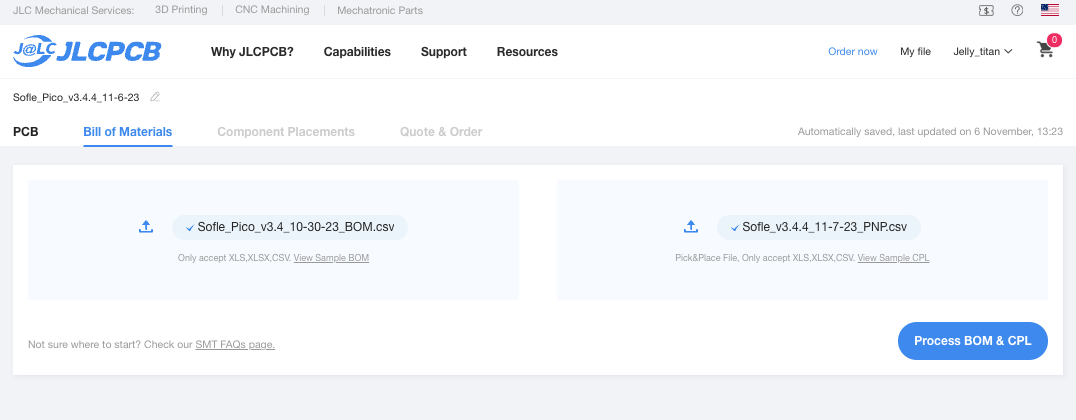 JLC Mechanical Services: 3D Printing CNC Machining Mechatronic Parts
J@LC JLCPCB Why JLCPCB? Capabilities Support Resources Order now My file Jelly_titan 0
Sofle_Pico_v3.4.4_11-6-23
PCB Bill of Materials Component Placements Quote & Order Automatically saved, last updated on 6 November, 13:23
Sofle_Pico_v3.4_10-30-23_BOM.csv
Only accept XLS,XLSX,CSV. View Sample BOM
Sofle_v3.4.4_11-7-23_PNP.csv
Pick&Place File, Only accept XLS,XLSX,CSV. View Sample CPL
Not sure where to start? Check our SMT FAQs page.
Process BOM & CPL